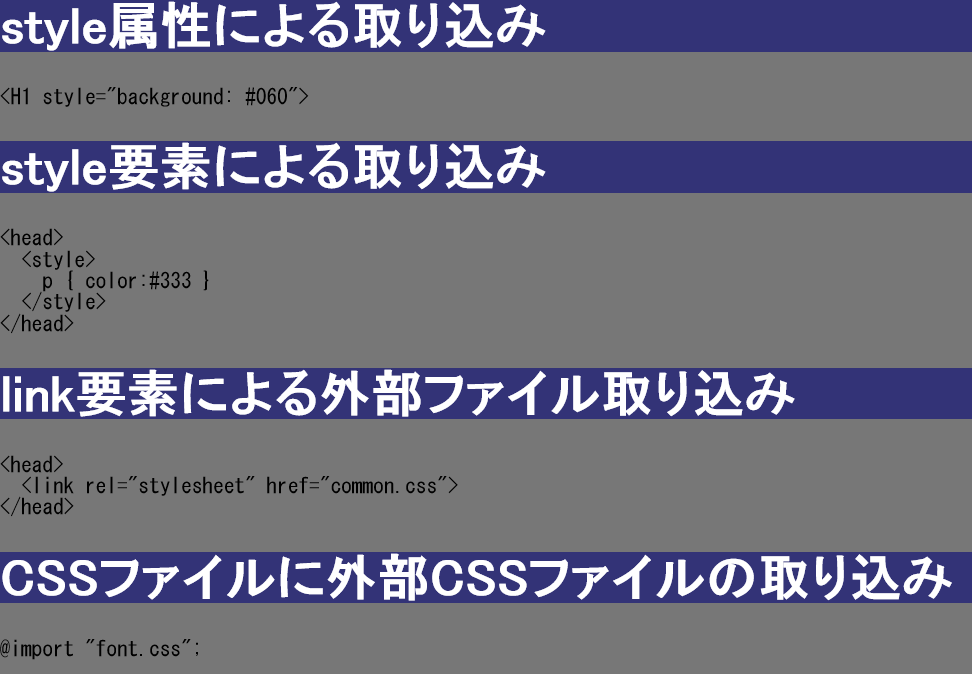 style属性による取り込み
<H1 style="background: #060">
style要素による取り込み
<head>
  <style>
    p { color:#333 }
  </style>
</head>
link要素による外部ファイル取り込み
<head>
  <link rel="stylesheet" href="common.css">
</head>
CSSファイルに外部CSSファイルの取り込み
@import "font.css";